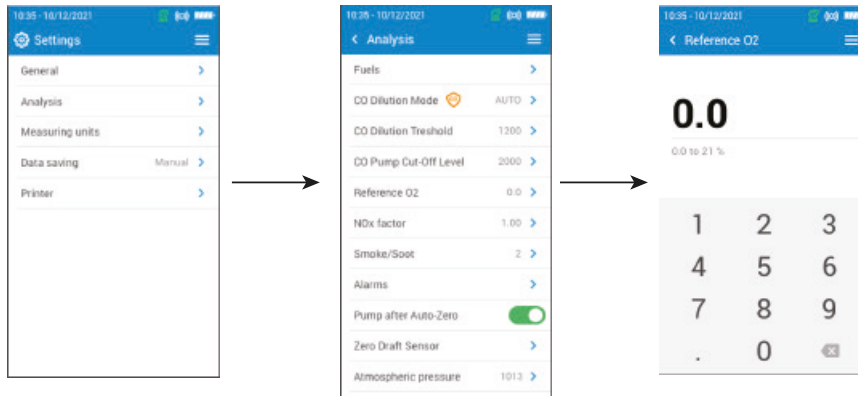 10:35 - 10/12/2021
Settings
General
Analysis
Measuring units
Data saving Manual
Printer
10:35 - 10/12/2021
Analysis
Fuels
CO Dilution Mode AUTO
CO Dilution Treshold 1200
CO Pump Cut-Off Level 2000
Reference O2 0.0
NOx factor 1.00
Smoke/Soot 2
Alarms
Pump after Auto-Zero
Zero Draft Sensor
Atmospheric pressure 1013
10:35 - 10/12/2021
Reference O2
0.0
0.0 to 21 %
1 2 3
4 5 6
7 8 9
. 0